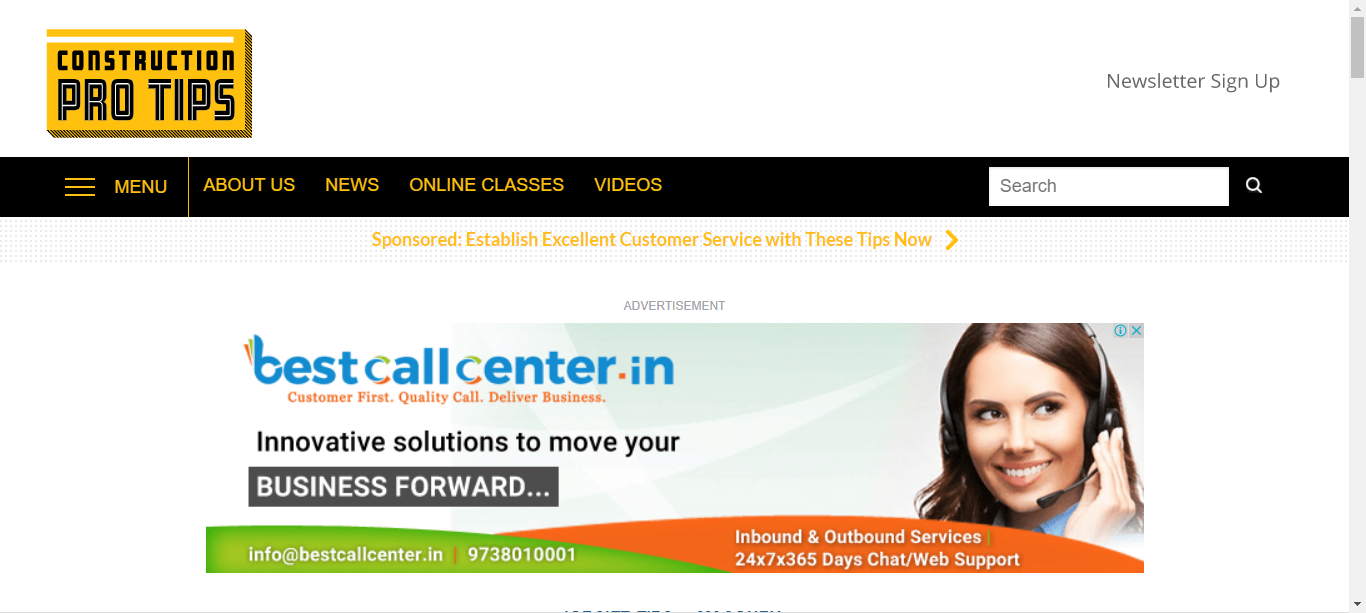 CONSTRUCTION
PRO TIPS
Newsletter Sign Up
MENU
ABOUT US
NEWS
ONLINE CLASSES
VIDEOS
Search
Sponsored: Establish Excellent Customer Service with These Tips Now
ADVERTISEMENT
bestcallcenter.in
Customer First. Quality Call. Deliver Business.
Innovative solutions to move your
BUSINESS FORWARD...
info@bestcallcenter.in | 9738010001
Inbound & Outbound Services |
24x7x365 Days Chat/Web Support